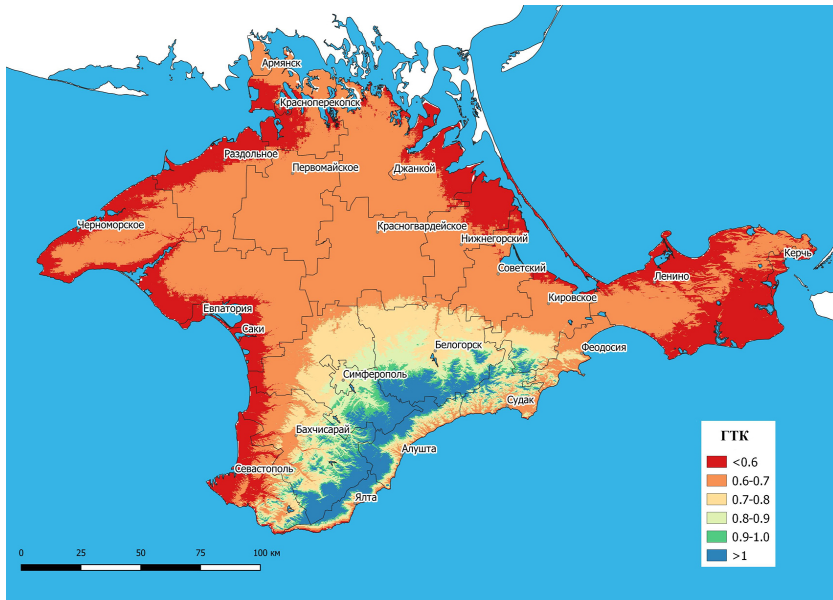 Армянск
Красноперекопск
Раздольное
Первомайское
Джанкой
Черноморское
Красногвардейское
Нижнегорский
Керчь
Советский
Ленино
Кировское
Евпатория
Саки
Белогорск
Феодосия
Симферополь
Судак
Бахчисарай
Алушта
Севастополь
Ялта
ГТК
<0.6
0.6-0.7
0.7-0.8
0.8-0.9
0.9-1.0
>1
0 25 50 75 100 км